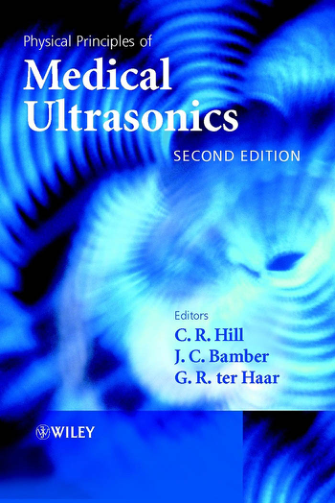 Physical Principles of
Medical
Ultrasonics
SECOND EDITION
Editors
C. R. Hill
J. C. Bamber
G. R. ter Haar
WILEY